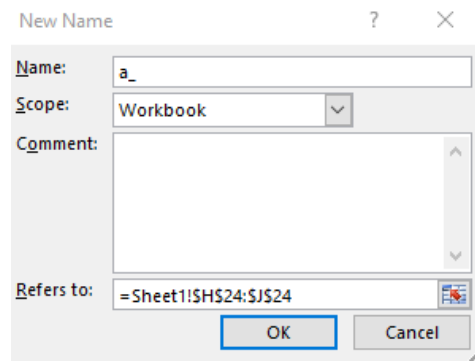 New Name ?
Name: a_
Scope: Workbook
Comment:
Refers to: =Sheet1!$H$24:$J$24
OK Cancel